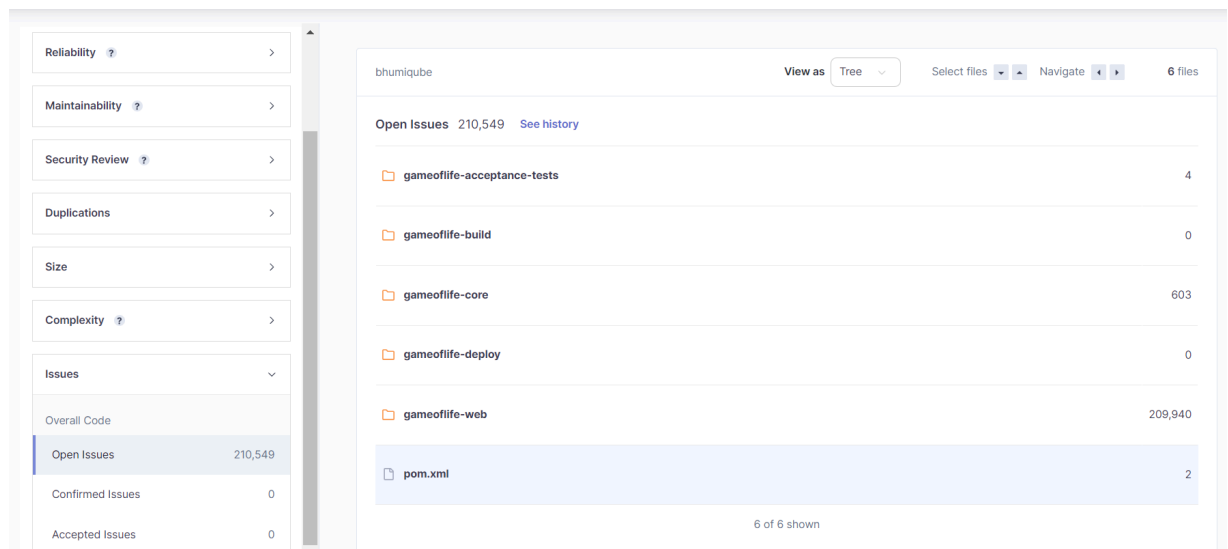 Reliability ?
Maintainability ?
Security Review ?
Duplications
Size
Complexity ?
Issues
Overall Code
Open Issues 210,549
Confirmed Issues 0
Accepted Issues 0
bhumiqube View as Tree Select files Navigate 6 files
Open Issues 210,549 See history
gameoflife-acceptance-tests 4
gameoflife-build 0
gameoflife-core 603
gameoflife-deploy 0
gameoflife-web 209,940
pom.xml 2
6 of 6 shown